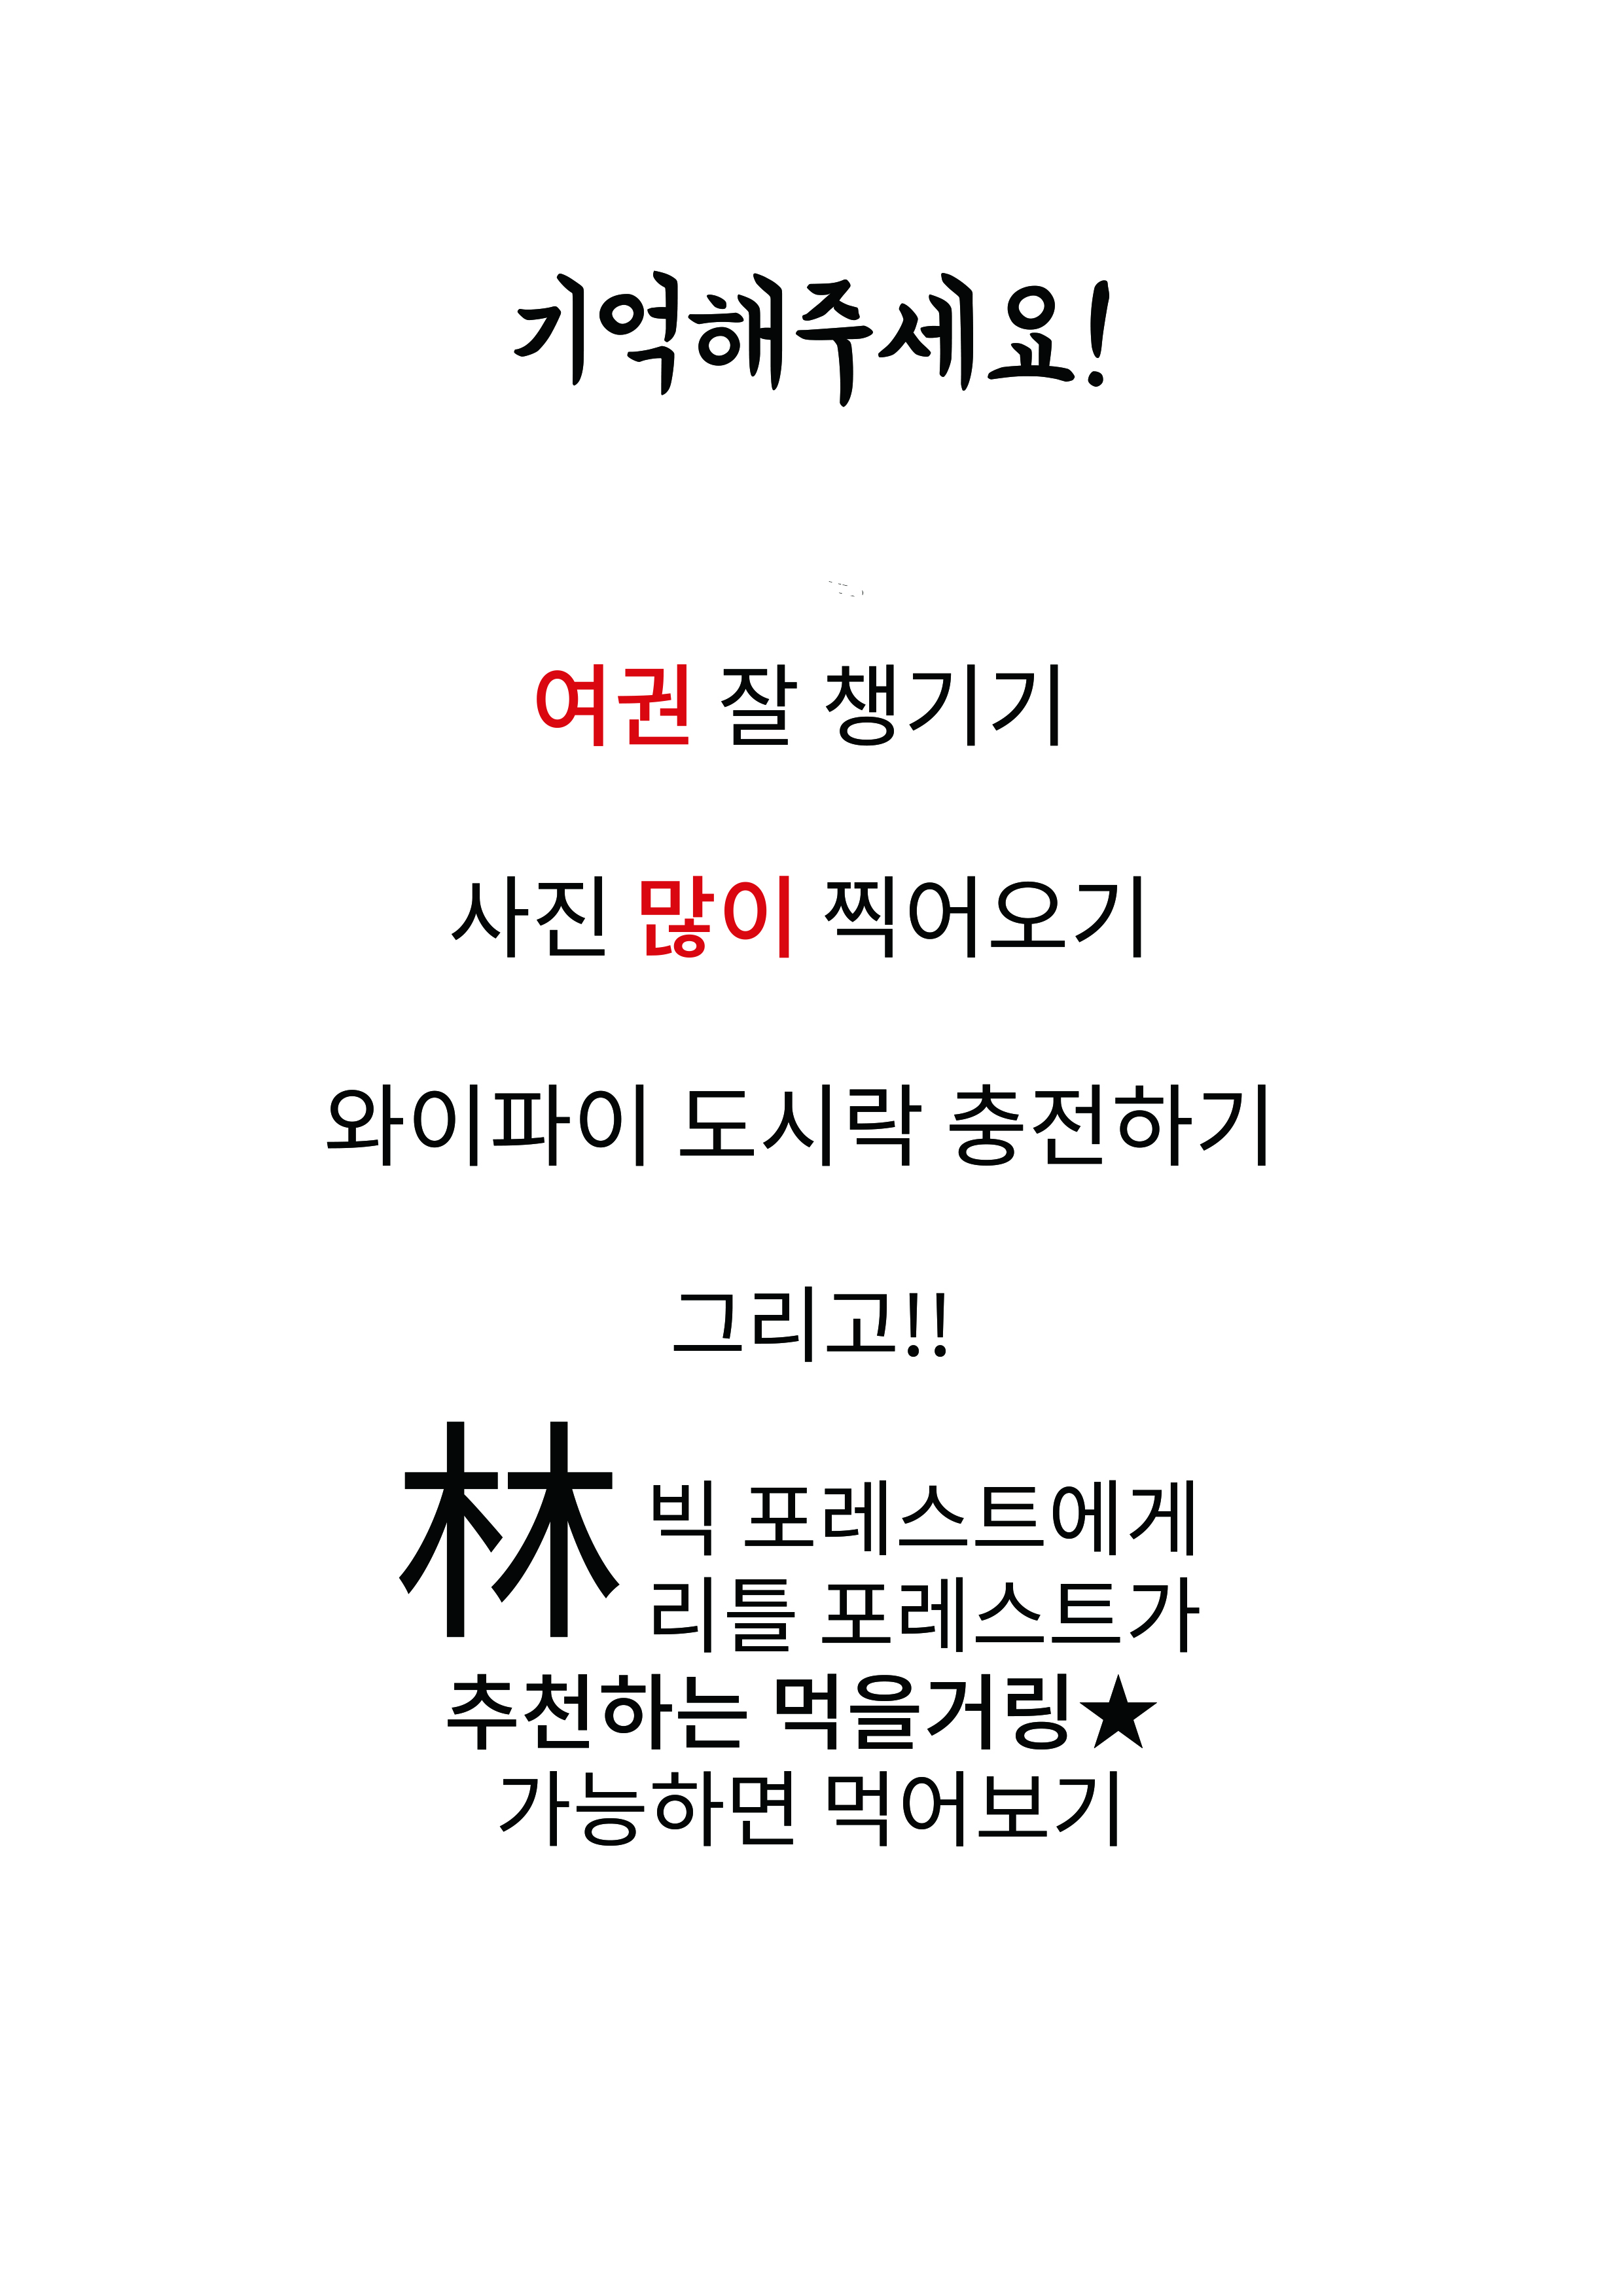 기억해주세요!
여권 잘 챙기기
사진 많이 찍어오기
와이파이 도시락 충전하기
그리고!!
林 빅 포레스트에게
리틀 포레스트가
추천하는 먹을거링★
가능하면 먹어보기